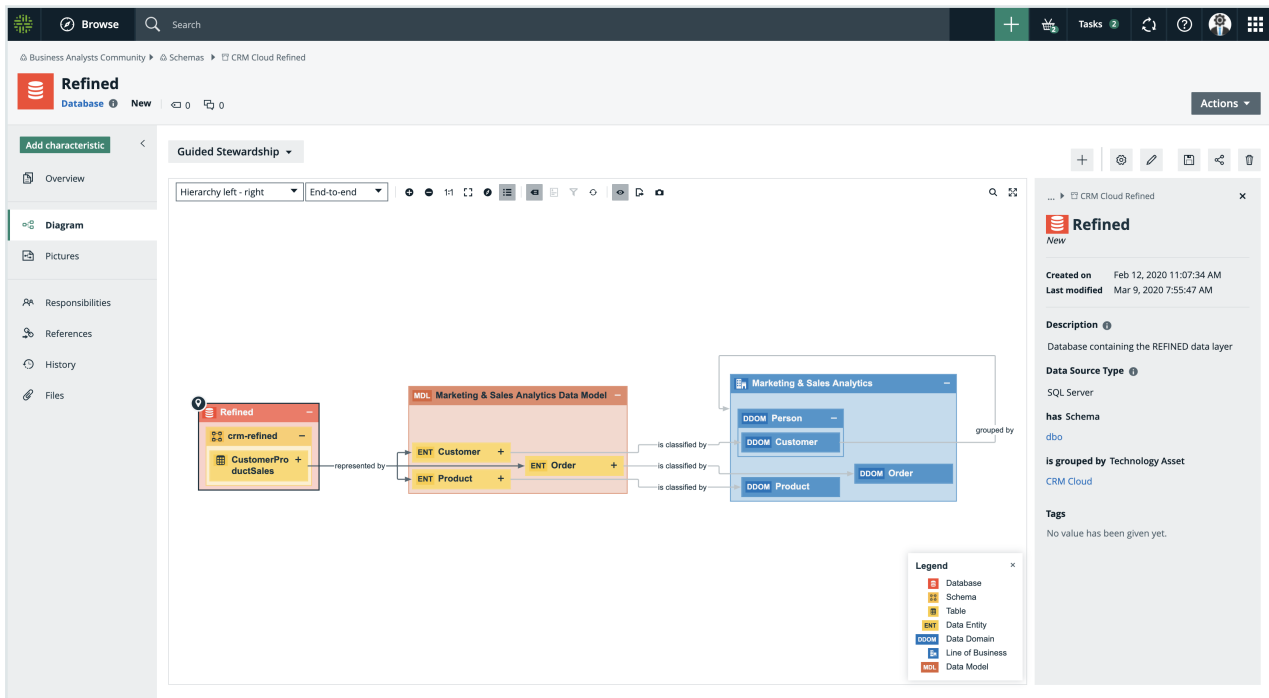 Browse
Search
Tasks 2
2
Business Analysts Community
Schemas
CRM Cloud Refined
Refined
Database
New
0
0
Actions
Add characteristic
Overview
Diagram
Pictures
Responsibilities
References
History
Files
Guided Stewardship
Hierarchy left - right
End-to-end
1:1
Refined
crm-refined
CustomerPro
ductSales
represented by
MDL Marketing & Sales Analytics Data Model
ENT Customer
ENT Order
ENT Product
is classified by
is classified by
is classified by
Marketing & Sales Analytics
DDOM Person
DDOM Customer
DDOM Order
DDOM Product
grouped by
Legend
Database
Schema
Table
ENT Data Entity
DDOM Data Domain
Line of Business
MDL Data Model
... CRM Cloud Refined
Refined
New
Created on Feb 12, 2020 11:07:34 AM
Last modified Mar 9, 2020 7:55:47 AM
Description
Database containing the REFINED data layer
Data Source Type
SQL Server
has Schema
dbo
is grouped by Technology Asset
CRM Cloud
Tags
No value has been given yet.